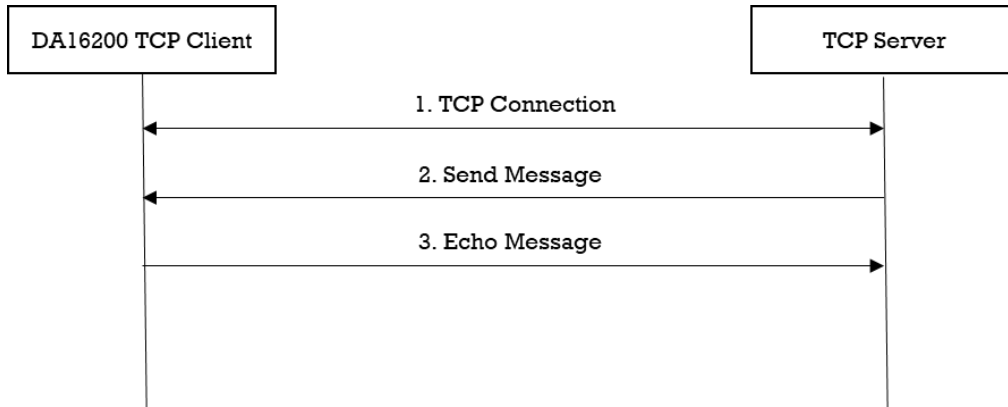 DA16200 TCP Client
TCP Server
1. TCP Connection
2. Send Message
3. Echo Message